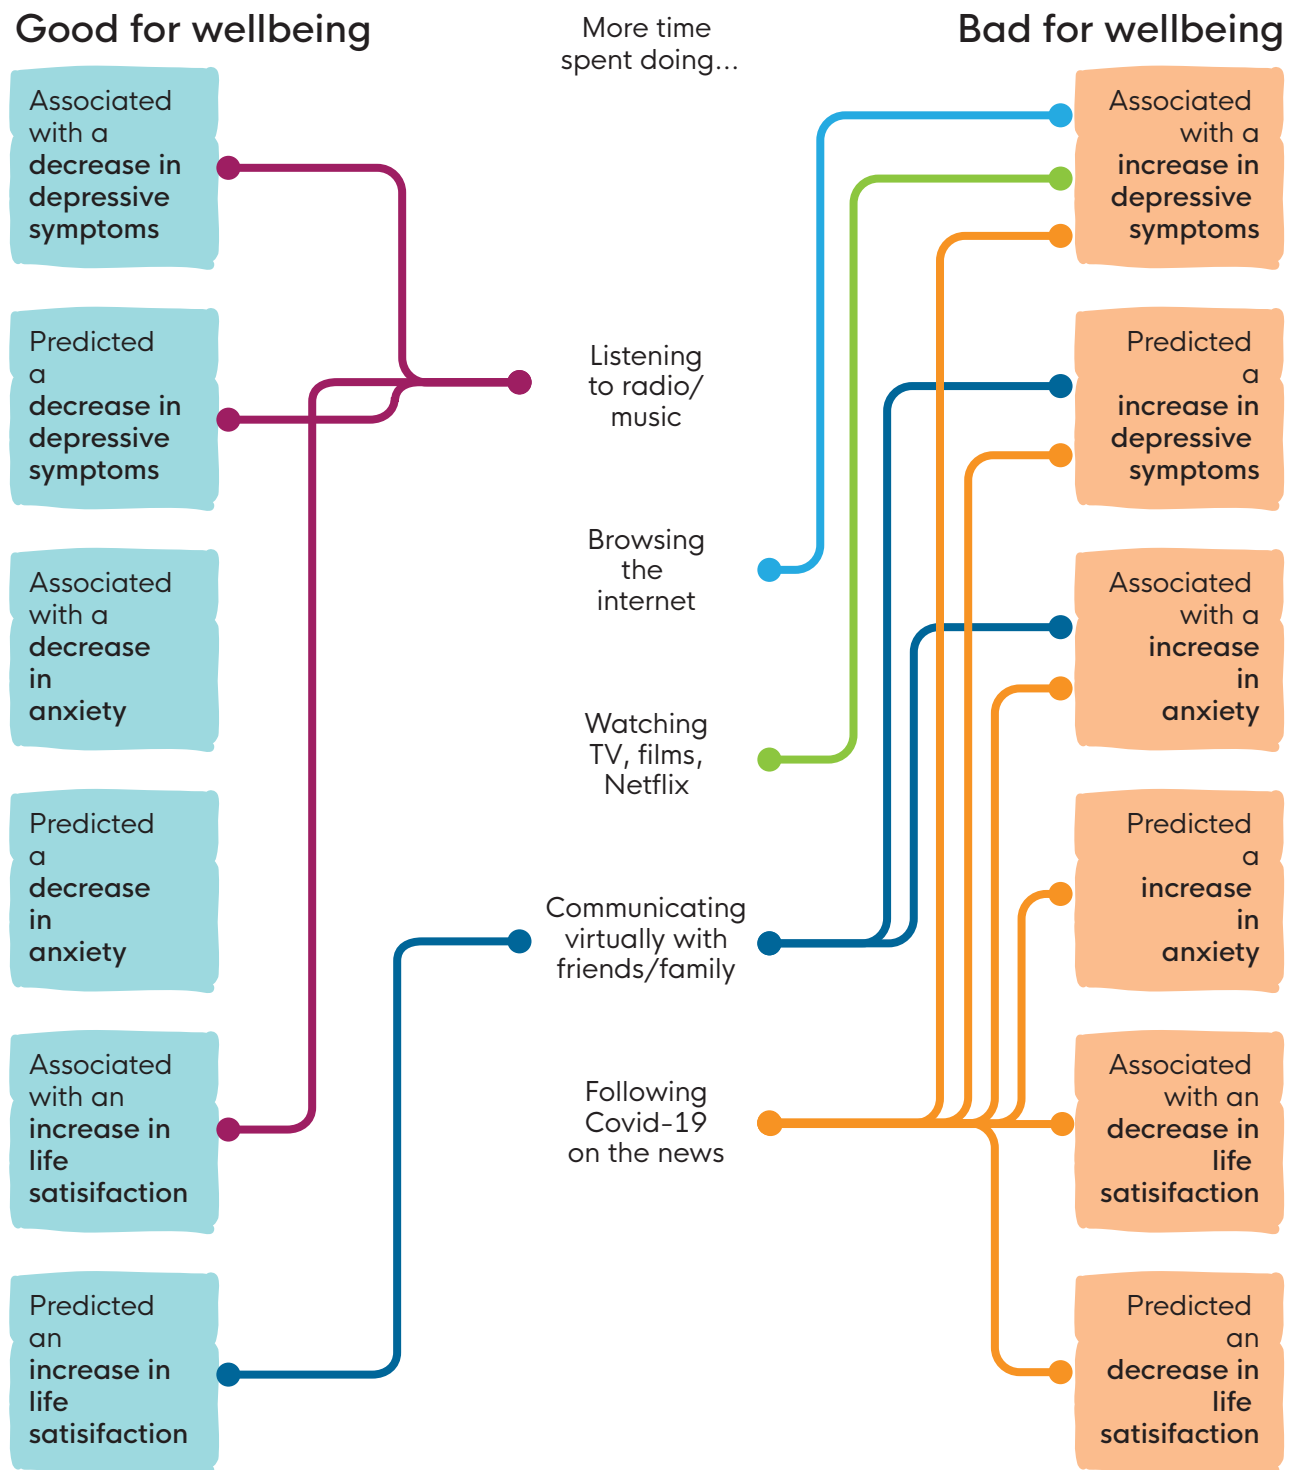 Good for wellbeing
Associated
with a
decrease in
depressive
symptoms
Predicted
a
decrease in
depressive
symptoms
Associated
with a
decrease
in
anxiety
Predicted
a
decrease
in
anxiety
Associated
with an
increase in
life
satisifaction
Predicted
an
increase in
life
satisifaction
More time
spent doing...
Listening
to radio/
music
Browsing
the
internet
Watching
TV, films,
Netflix
Communicating
virtually with
friends/family
Following
Covid-19
on the news
Bad for wellbeing
Associated
with a
increase in
depressive
symptoms
Predicted
a
increase in
depressive
symptoms
Associated
with a
increase
in
anxiety
Predicted
a
increase
in
anxiety
Associated
with an
decrease in
life
satisifaction
Predicted
an
decrease in
life
satisifaction